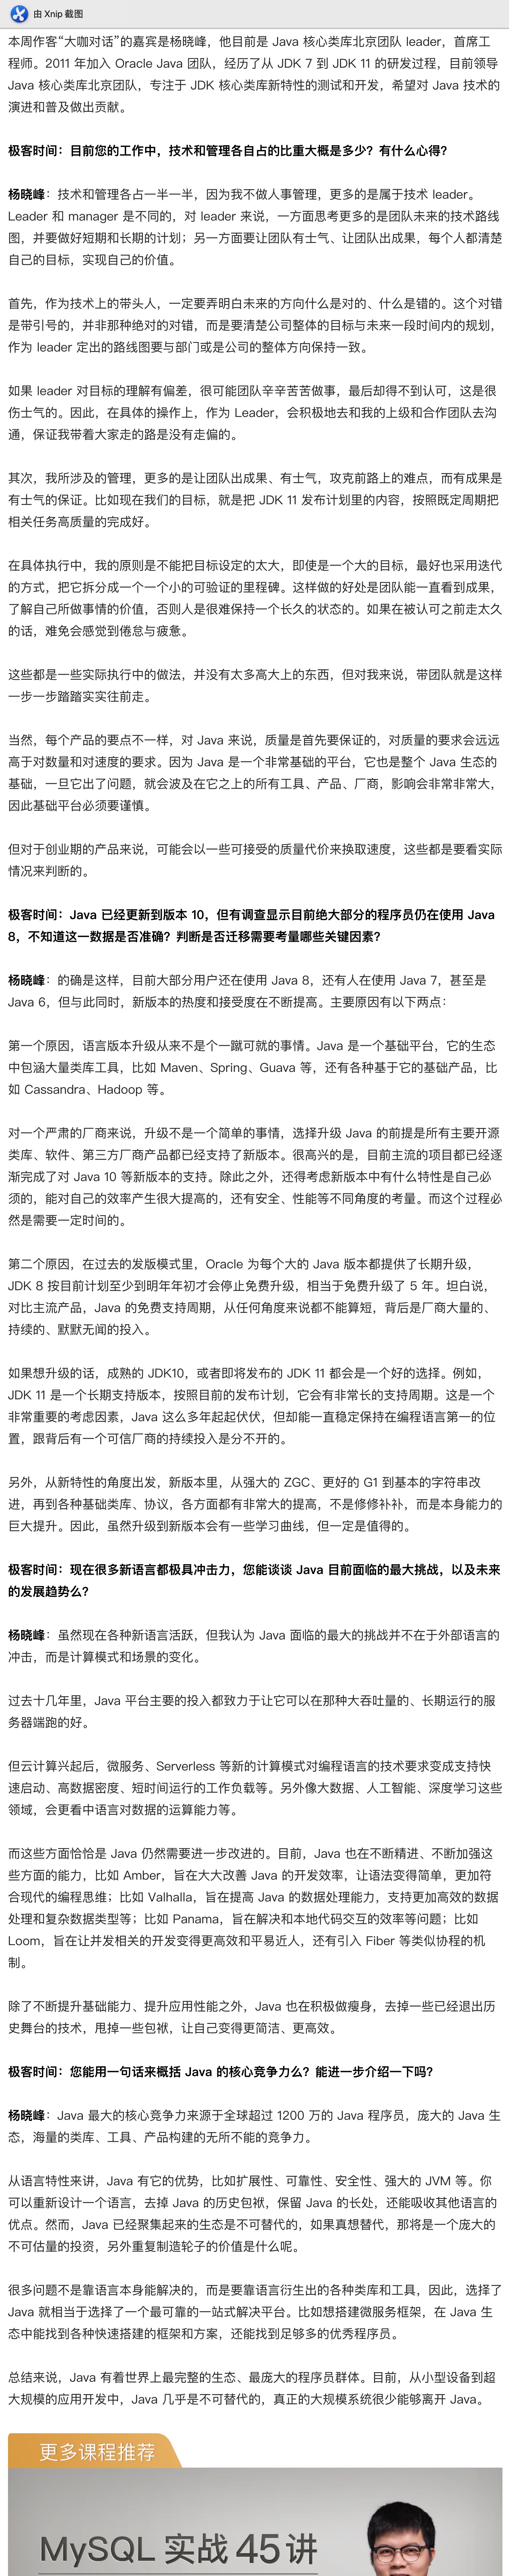 由 Xnip 截图
本周作客“大咖对话”的嘉宾是杨晓峰，他目前是 Java 核心类库北京团队 leader，首席工
程师。2011 年加入 Oracle Java 团队，经历了从 JDK 7 到 JDK 11 的研发过程，目前领导
Java 核心类库北京团队，专注于 JDK 核心类库新特性的测试和开发，希望对 Java 技术的
演进和普及做出贡献。
极客时间：目前您的工作中，技术和管理各自占的比重大概是多少？有什么心得？
杨晓峰：技术和管理各占一半一半，因为我不做人事管理，更多的是属于技术 leader。
Leader 和 manager 是不同的，对 leader 来说，一方面思考更多的是团队未来的技术路线
图，并要做好短期和长期的计划；另一方面要让团队有士气、让团队出成果，每个人都清楚
自己的目标，实现自己的价值。
首先，作为技术上的带头人，一定要弄明白未来的方向什么是对的、什么是错的。这个对错
是带引号的，并非那种绝对的对错，而是要清楚公司整体的目标与未来一段时间内的规划，
作为 leader 定出的路线图要与部门或是公司的整体方向保持一致。
如果 leader 对目标的理解有偏差，很可能团队辛辛苦苦做事，最后却得不到认可，这是很
伤士气的。因此，在具体的操作上，作为 Leader，会积极地去和我的上级和合作团队去沟
通，保证我带着大家走的路是没有走偏的。
其次，我所涉及的管理，更多的是让团队出成果、有士气，攻克前路上的难点，而有成果是
有士气的保证。比如现在我们的目标，就是把 JDK 11 发布计划里的内容，按照既定周期把
相关任务高质量的完成好。
在具体执行中，我的原则是不能把目标设定的太大，即使是一个大的目标，最好也采用迭代
的方式，把它拆分成一个一个小的可验证的里程碑。这样做的好处是团队能一直看到成果，
了解自己所做事情的价值，否则人是很难保持一个长久的状态的。如果在被认可之前走太久
的话，难免会感觉到倦怠与疲惫。
这些都是一些实际执行中的做法，并没有太多高大上的东西，但对我来说，带团队就是这样
一步一步踏踏实实往前走。
当然，每个产品的要点不一样，对 Java 来说，质量是首先要保证的，对质量的要求会远远
高于对数量和对速度的要求。因为 Java 是一个非常基础的平台，它也是整个 Java 生态的
基础，一旦它出了问题，就会波及在它之上的所有工具、产品、厂商，影响会非常非常大，
因此基础平台必须要谨慎。
但对于创业期的产品来说，可能会以一些可接受的质量代价来换取速度，这些都是要看实际
情况来判断的。
极客时间：Java 已经更新到版本 10，但有调查显示目前绝大部分的程序员仍在使用 Java
8，不知道这一数据是否准确？判断是否迁移需要考量哪些关键因素？
杨晓峰：的确是这样，目前大部分用户还在使用 Java 8，还有人在使用 Java 7，甚至是
Java 6，但与此同时，新版本的热度和接受度在不断提高。主要原因有以下两点：
第一个原因，语言版本升级从来不是个一蹴可就的事情。Java 是一个基础平台，它的生态
中包涵大量类库工具，比如 Maven、Spring、Guava 等，还有各种基于它的基础产品，比
如 Cassandra、Hadoop 等。
对一个严肃的厂商来说，升级不是一个简单的事情，选择升级 Java 的前提是所有主要开源
类库、软件、第三方厂商产品都已经支持了新版本。很高兴的是，目前主流的项目都已经逐
渐完成了对 Java 10 等新版本的支持。除此之外，还得考虑新版本中有什么特性是自己必
须的，能对自己的效率产生很大提高的，还有安全、性能等不同角度的考量。而这个过程必
然是需要一定时间的。
第二个原因，在过去的发版模式里，Oracle 为每个大的 Java 版本都提供了长期升级，
JDK 8 按目前计划至少到明年年初才会停止免费升级，相当于免费升级了 5 年。坦白说，
对比主流产品，Java 的免费支持周期，从任何角度来说都不能算短，背后是厂商大量的、
持续的、默默无闻的投入。
如果想升级的话，成熟的 JDK10，或者即将发布的 JDK 11 都会是一个好的选择。例如，
JDK 11 是一个长期支持版本，按照目前的发布计划，它会有非常长的支持周期。这是一个
非常重要的考虑因素，Java 这么多年起起伏伏，但却能一直稳定保持在编程语言第一的位
置，跟背后有一个可信厂商的持续投入是分不开的。
另外，从新特性的角度出发，新版本里，从强大的 ZGC、更好的 G1 到基本的字符串改
进，再到各种基础类库、协议，各方面都有非常大的提高，不是修修补补，而是本身能力的
巨大提升。因此，虽然升级到新版本会有一些学习曲线，但一定是值得的。
极客时间：现在很多新语言都极具冲击力，您能谈谈 Java 目前面临的最大挑战，以及未来
的发展趋势么？
杨晓峰：虽然现在各种新语言活跃，但我认为 Java 面临的最大的挑战并不在于外部语言的
冲击，而是计算模式和场景的变化。
过去十几年里，Java 平台主要的投入都致力于让它可以在那种大吞吐量的、长期运行的服
务器端跑的好。
但云计算兴起后，微服务、Serverless 等新的计算模式对编程语言的技术要求变成支持快
速启动、高数据密度、短时间运行的工作负载等。另外像大数据、人工智能、深度学习这些
领域，会更看中语言对数据的运算能力等。
而这些方面恰恰是 Java 仍然需要进一步改进的。目前，Java 也在不断精进、不断加强这
些方面的能力，比如 Amber，旨在大大改善 Java 的开发效率，让语法变得简单，更加符
合现代的编程思维；比如 Valhalla，旨在提高 Java 的数据处理能力，支持更加高效的数据
处理和复杂数据类型等；比如 Panama，旨在解决和本地代码交互的效率等问题；比如
Loom，旨在让并发相关的开发变得更高效和平易近人，还有引入 Fiber 等类似协程的机
制。
除了不断提升基础能力、提升应用性能之外，Java 也在积极做瘦身，去掉一些已经退出历
史舞台的技术，甩掉一些包袱，让自己变得更简洁、更高效。
极客时间：您能用一句话来概括 Java 的核心竞争力么？能进一步介绍一下吗？
杨晓峰：Java 最大的核心竞争力来源于全球超过 1200 万的 Java 程序员，庞大的 Java 生
态，海量的类库、工具、产品构建的无所不能的竞争力。
从语言特性来讲，Java 有它的优势，比如扩展性、可靠性、安全性、强大的 JVM 等。你
可以重新设计一个语言，去掉 Java 的历史包袱，保留 Java 的长处，还能吸收其他语言的
优点。然而，Java 已经聚集起来的生态是不可替代的，如果真想替代，那将是一个庞大的
不可估量的投资，另外重复制造轮子的价值是什么呢。
很多问题不是靠语言本身能解决的，而是要靠语言衍生出的各种类库和工具，因此，选择了
Java 就相当于选择了一个最可靠的一站式解决平台。比如想搭建微服务框架，在 Java 生
态中能找到各种快速搭建的框架和方案，还能找到足够多的优秀程序员。
总结来说，Java 有着世界上最完整的生态、最庞大的程序员群体。目前，从小型设备到超
大规模的应用开发中，Java 几乎是不可替代的，真正的大规模系统很少能够离开 Java。
更多课程推荐
MySQL 实战 45 讲